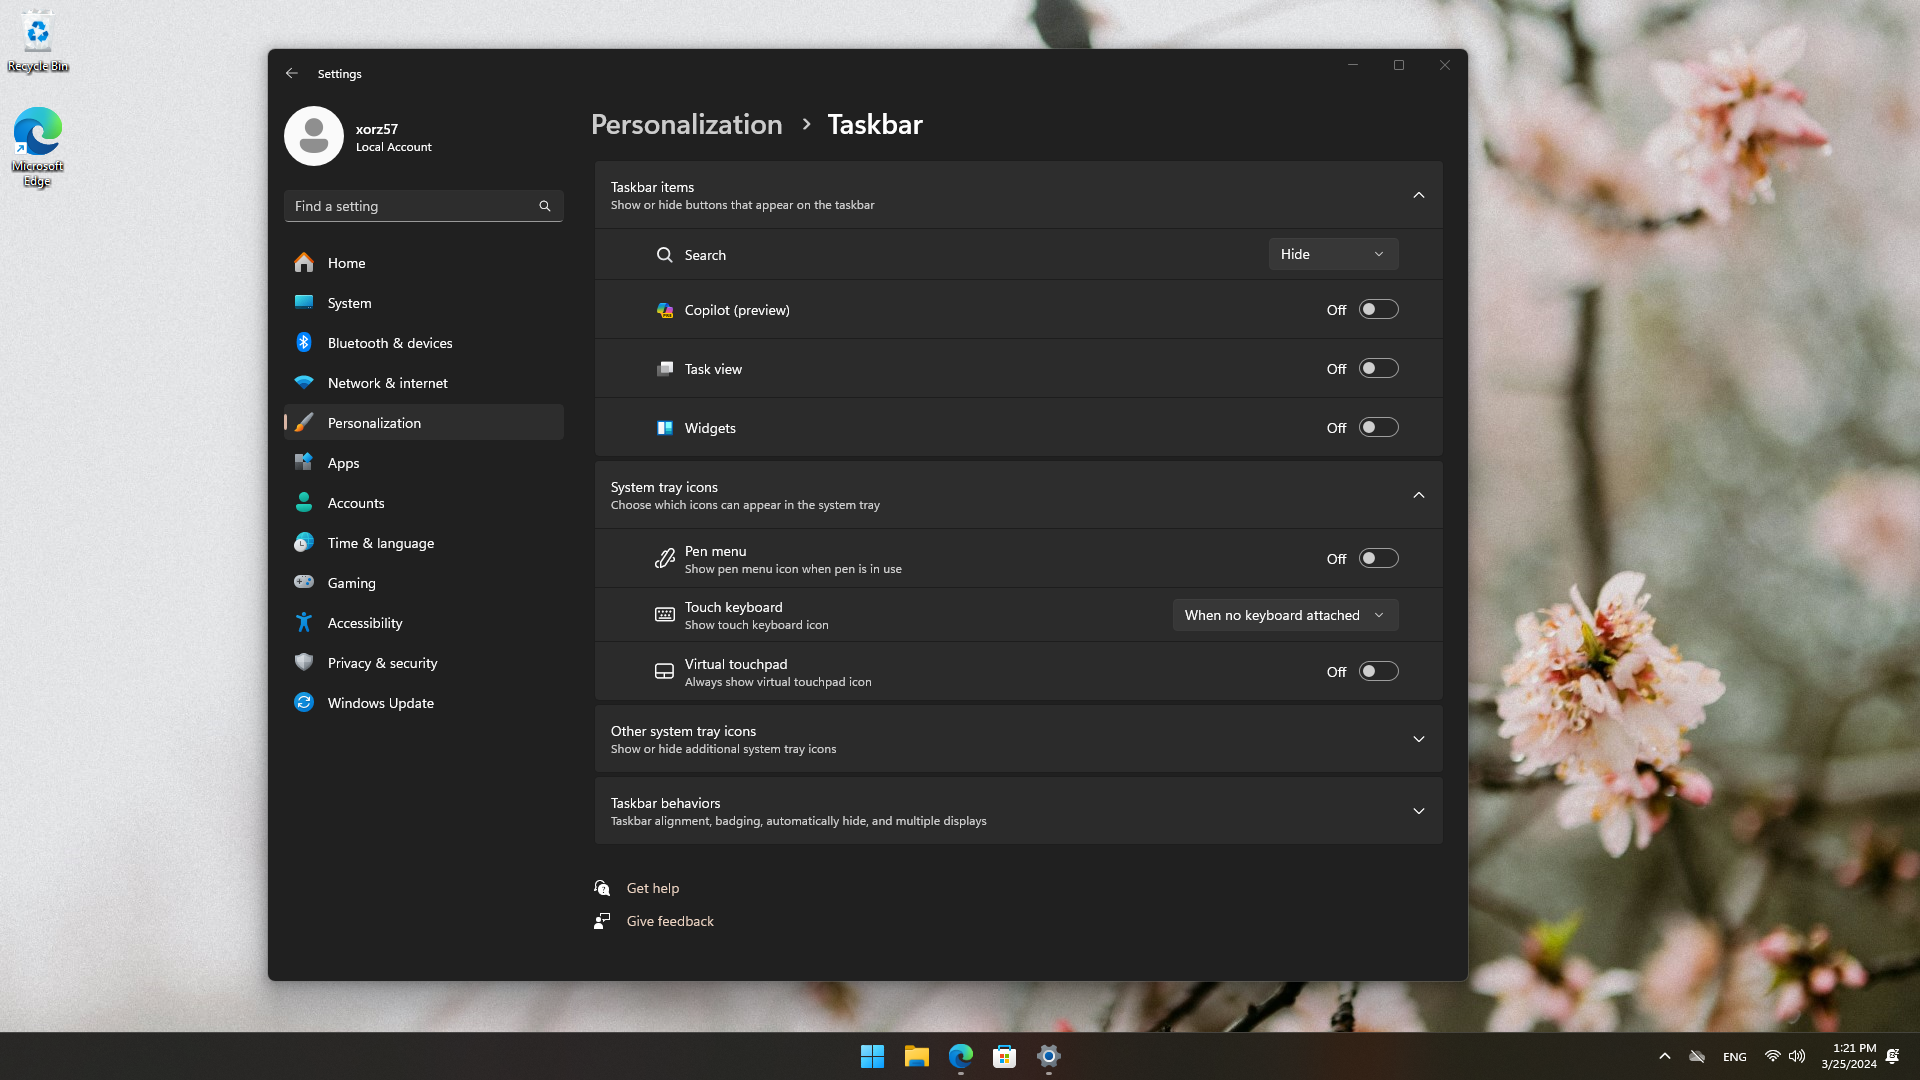 Recycle Bin
Microsoft
Edge
Settings
xorz57
Local Account
Find a setting
Home
System
Bluetooth & devices
Network & internet
Personalization
Apps
Accounts
Time & language
Gaming
Accessibility
Privacy & security
Windows Update
Personalization > Taskbar
Taskbar items
Show or hide buttons that appear on the taskbar
Search
Hide
Copilot (preview)
Off
Task view
Off
Widgets
Off
System tray icons
Choose which icons can appear in the system tray
Pen menu
Show pen menu icon when pen is in use
Off
Touch keyboard
Show touch keyboard icon
When no keyboard attached
Virtual touchpad
Always show virtual touchpad icon
Off
Other system tray icons
Show or hide additional system tray icons
Taskbar behaviors
Taskbar alignment, badging, automatically hide, and multiple displays
Get help
Give feedback
ENG
1:21 PM
3/25/2024